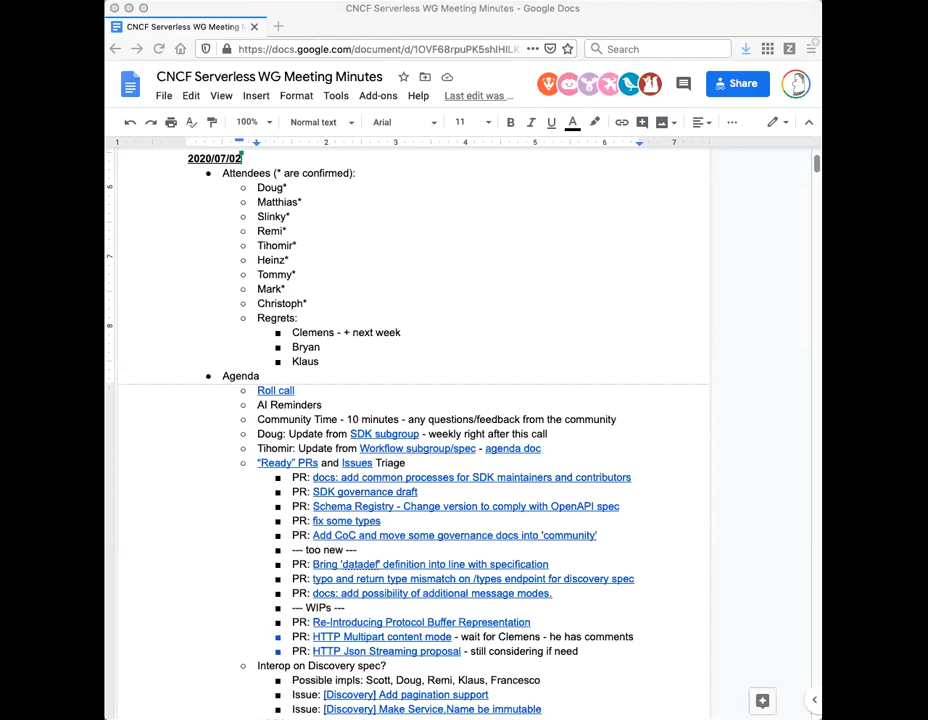 CNCF Serverless WG Meeting Minutes - Google Docs
CNCF Serverless WG Meeting M
https://docs.google.com/document/d/1OVF68rpuPK5shlHILK
Search
CNCF Serverless WG Meeting Minutes
File Edit View Insert Format Tools Add-ons Help Last edit was …
Share
100% Normal text Arial 11 B I U A
1 2 3 4 5 6 7
2020/07/02
Attendees (* are confirmed):
Doug*
Matthias*
Slinky*
Remi*
Tihomir*
Heinz*
Tommy*
Mark*
Christoph*
Regrets:
Clemens - + next week
Bryan
Klaus
Agenda
Roll call
AI Reminders
Community Time - 10 minutes - any questions/feedback from the community
Doug: Update from SDK subgroup - weekly right after this call
Tihomir: Update from Workflow subgroup/spec - agenda doc
“Ready” PRs and Issues Triage
PR: docs: add common processes for SDK maintainers and contributors
PR: SDK governance draft
PR: Schema Registry - Change version to comply with OpenAPI spec
PR: fix some types
PR: Add CoC and move some governance docs into 'community'
--- too new ---
PR: Bring 'datadef' definition into line with specification
PR: typo and return type mismatch on /types endpoint for discovery spec
PR: docs: add possibility of additional message modes.
--- WIPs ---
PR: Re-Introducing Protocol Buffer Representation
PR: HTTP Multipart content mode - wait for Clemens - he has comments
PR: HTTP Json Streaming proposal - still considering if need
Interop on Discovery spec?
Possible impls: Scott, Doug, Remi, Klaus, Francesco
Issue: [Discovery] Add pagination support
Issue: [Discovery] Make Service.Name be immutable